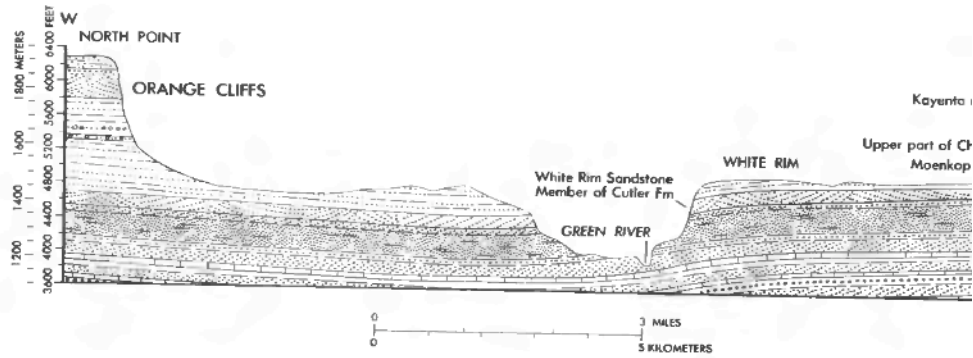 W
NORTH POINT
ORANGE CLIFFS
1800 METERS
1600
1400
1200
6400 FEET
6000
5600
5200
4800
4400
4000
3600
Kayenta
Upper part of
Moenkop
WHITE RIM
White Rim Sandstone
Member of Cutler Fm
GREEN RIVER
0
3 MILES
0
5 KILOMETERS